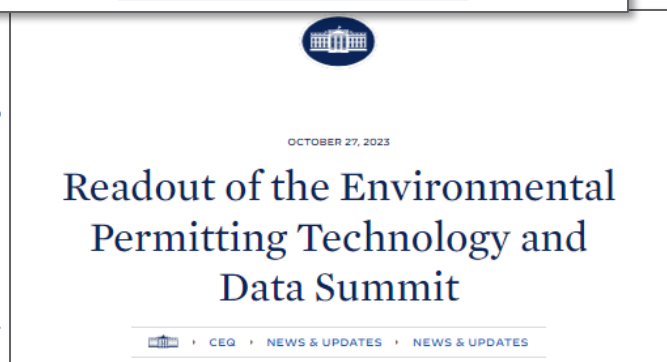 OCTOBER 27, 2023
Readout of the Environmental
Permitting Technology and
Data Summit
CEQ › NEWS & UPDATES › NEWS & UPDATES